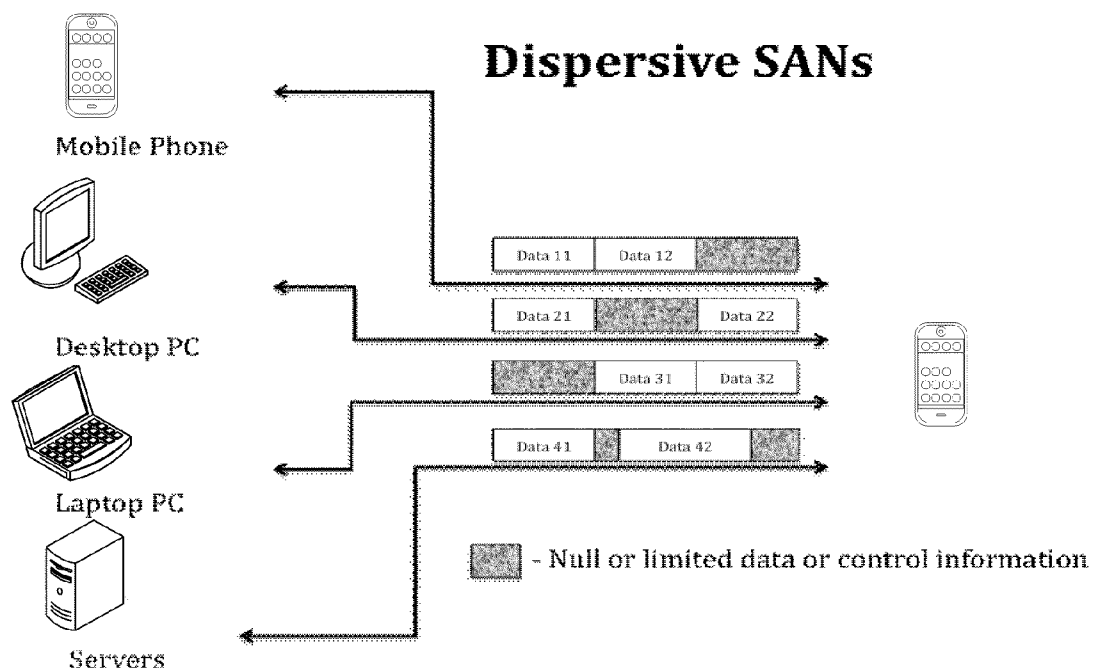 Dispersive SANs
Mobile Phone
Data 11 Data 12
Data 21 Data 22
Desktop PC
Data 31 Data 32
Data 41 Data 42
Laptop PC
- Null or limited data or control information
Servers